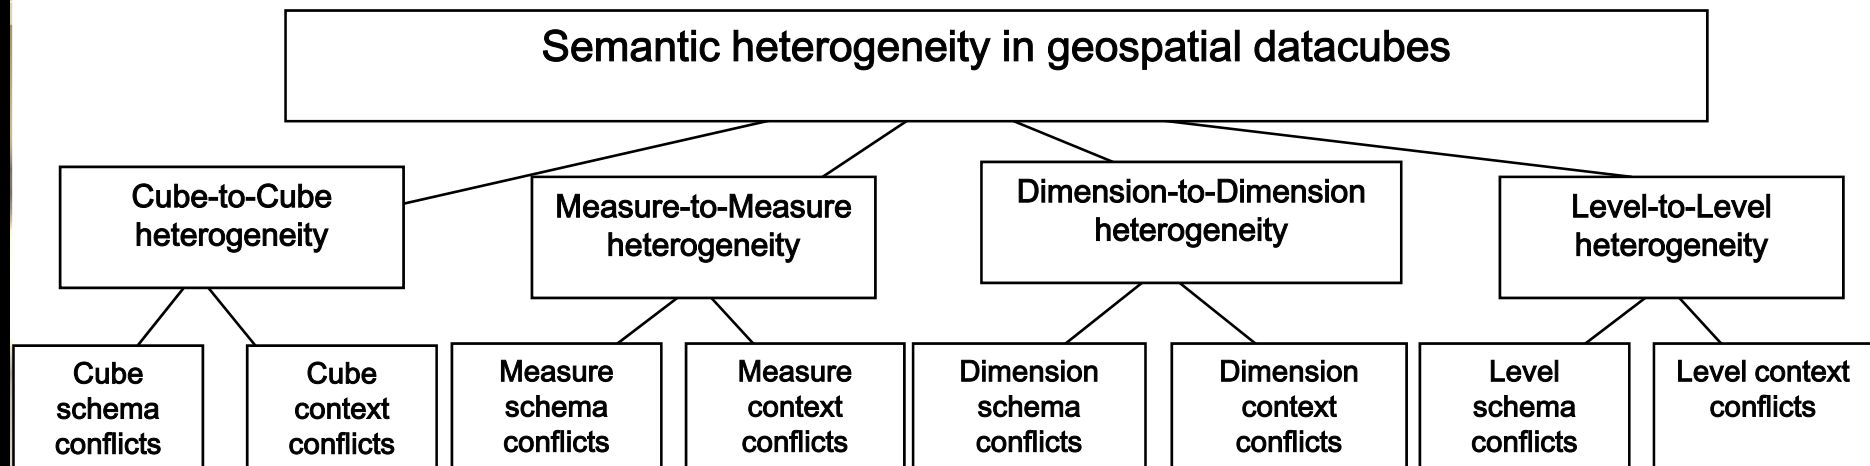 Semantic heterogeneity in geospatial datacubes
Cube-to-Cube
heterogeneity
Measure-to-Measure
heterogeneity
Dimension-to-Dimension
heterogeneity
Level-to-Level
heterogeneity
Cube
schema
conflicts
Cube
context
conflicts
Measure
schema
conflicts
Measure
context
conflicts
Dimension
schema
conflicts
Dimension
context
conflicts
Level
schema
conflicts
Level context
conflicts